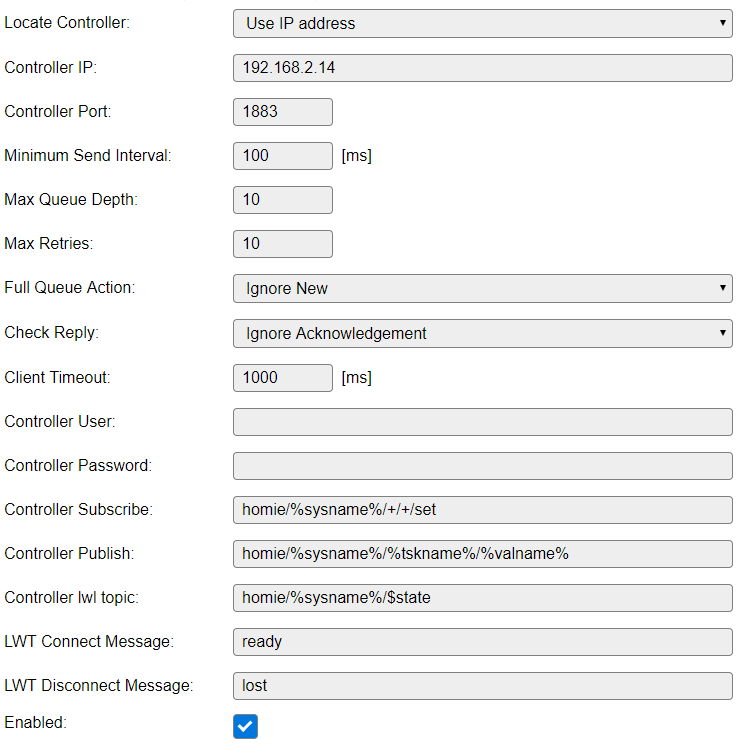 Locate Controller: Use IP address
Controller IP: 192.168.2.14
Controller Port: 1883
Minimum Send Interval: 100 [ms]
Max Queue Depth: 10
Max Retries: 10
Full Queue Action: Ignore New
Check Reply: Ignore Acknowledgement
Client Timeout: 1000 [ms]
Controller User:
Controller Password:
Controller Subscribe: homie/%sysname%/+/+/set
Controller Publish: homie/%sysname%/%tskname%/%valname%
Controller lwl topic: homie/%sysname%/$state
LWT Connect Message: ready
LWT Disconnect Message: lost
Enabled: